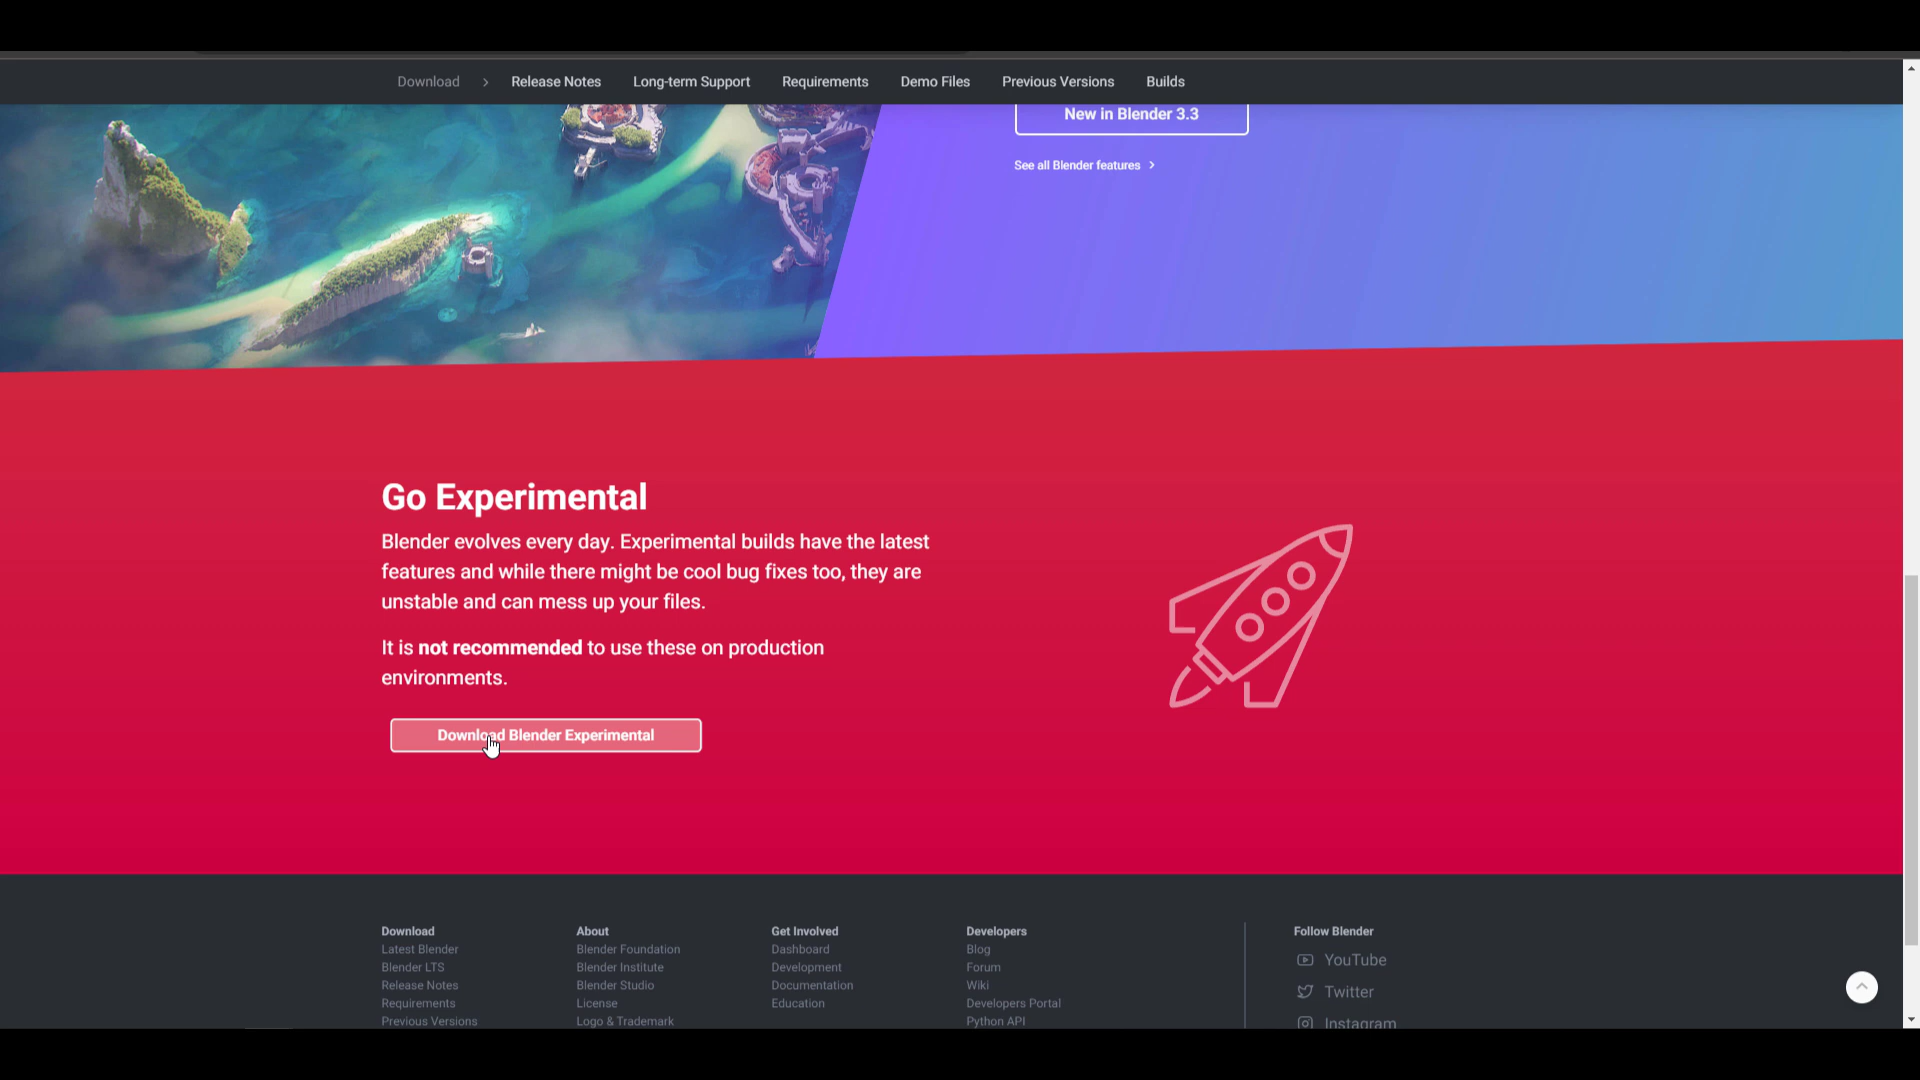 Download > Release Notes Long-term Support Requirements Demo Files Previous Versions Builds
New in Blender 3.3
See all Blender features >
Go Experimental
Blender evolves every day. Experimental builds have the latest
features and while there might be cool bug fixes too, they are
unstable and can mess up your files.
It is not recommended to use these on production
environments.
Download Blender Experimental
Download
Latest Blender
Blender LTS
Release Notes
Requirements
Previous Versions
About
Blender Foundation
Blender Institute
Blender Studio
License
Logo & Trademark
Get Involved
Dashboard
Development
Documentation
Education
Developers
Blog
Forum
Wiki
Developers Portal
Python API
Follow Blender
YouTube
Twitter
Instagram